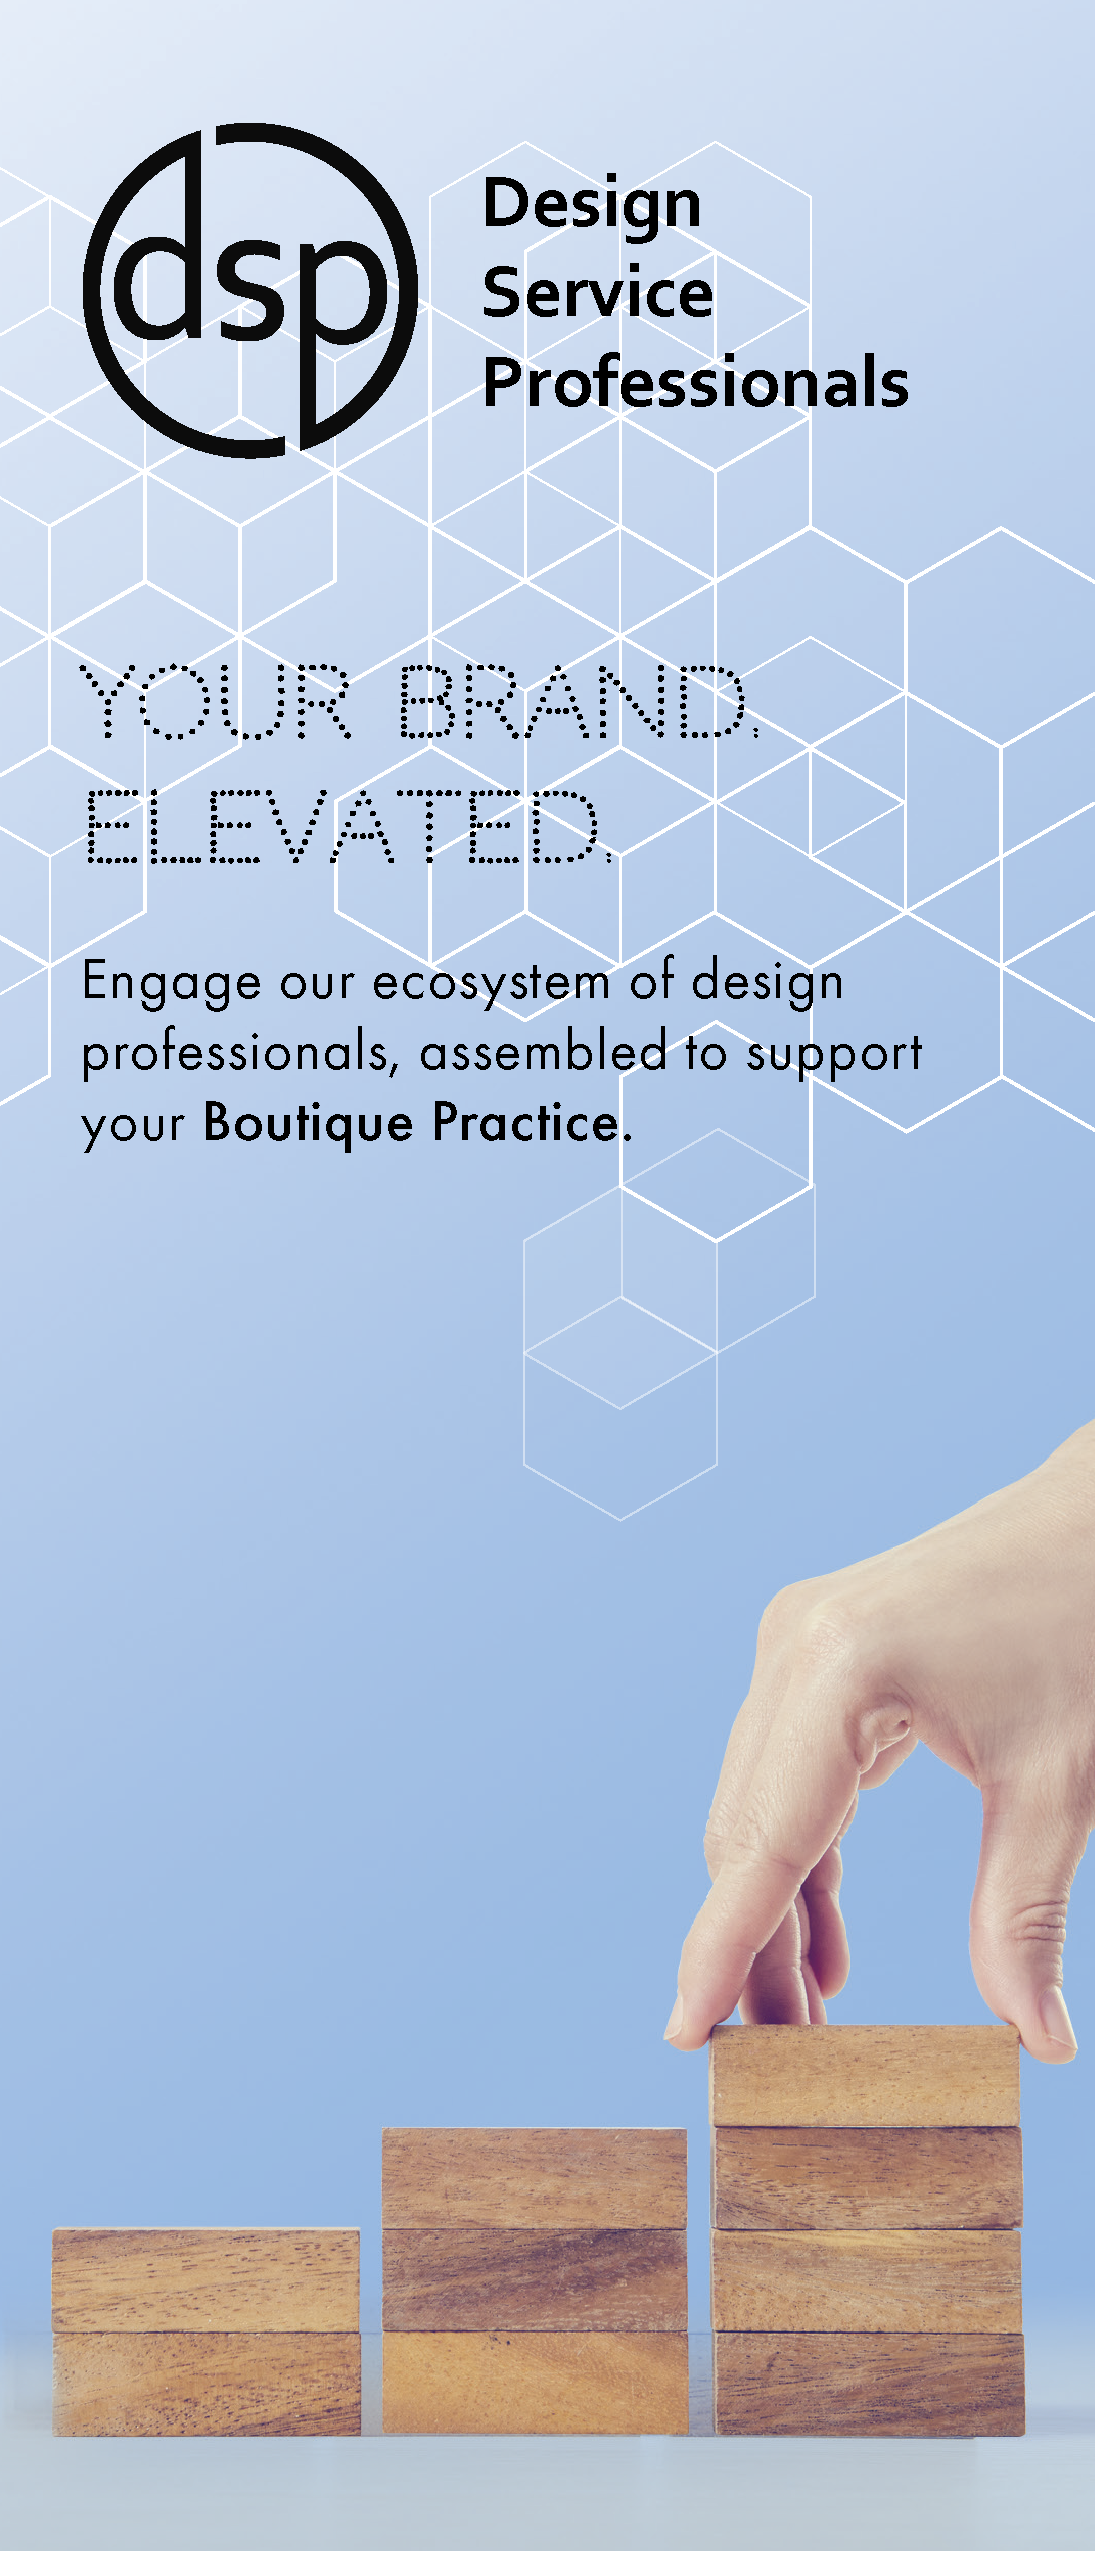 dsp
Design
Service
Professionals
YOUR BRAND.
ELEVATED.
Engage our ecosystem of design
professionals, assembled to support
your Boutique Practice.